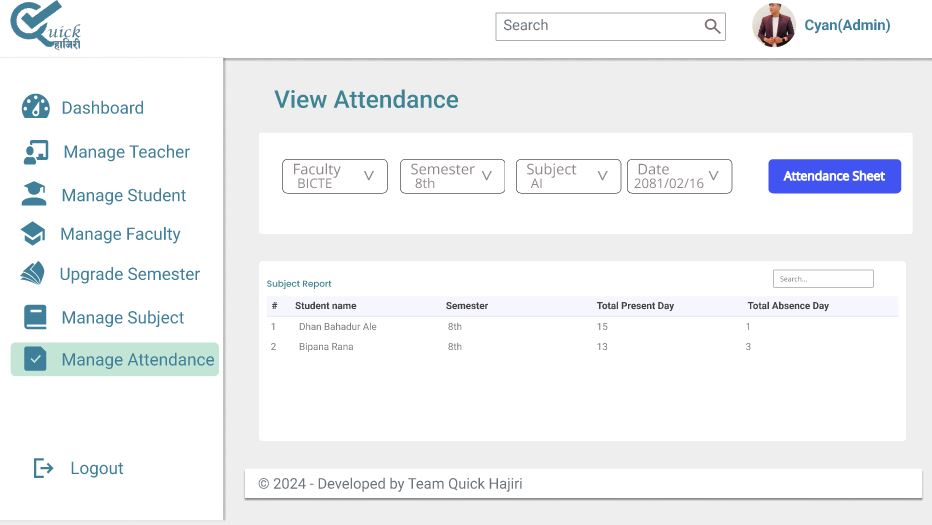 Quick
हाजिरी
Search
Cyan(Admin)
Dashboard
Manage Teacher
Manage Student
Manage Faculty
Upgrade Semester
Manage Subject
Manage Attendance
Logout
View Attendance
Faculty Semester Subject Date
BICTE 8th AI 2081/02/16
Attendance Sheet
Subject Report
Search...
# Student name Semester Total Present Day Total Absence Day
1 Dhan Bahadur Ale 8th 15 1
2 Bipana Rana 8th 13 3
© 2024 - Developed by Team Quick Hajiri